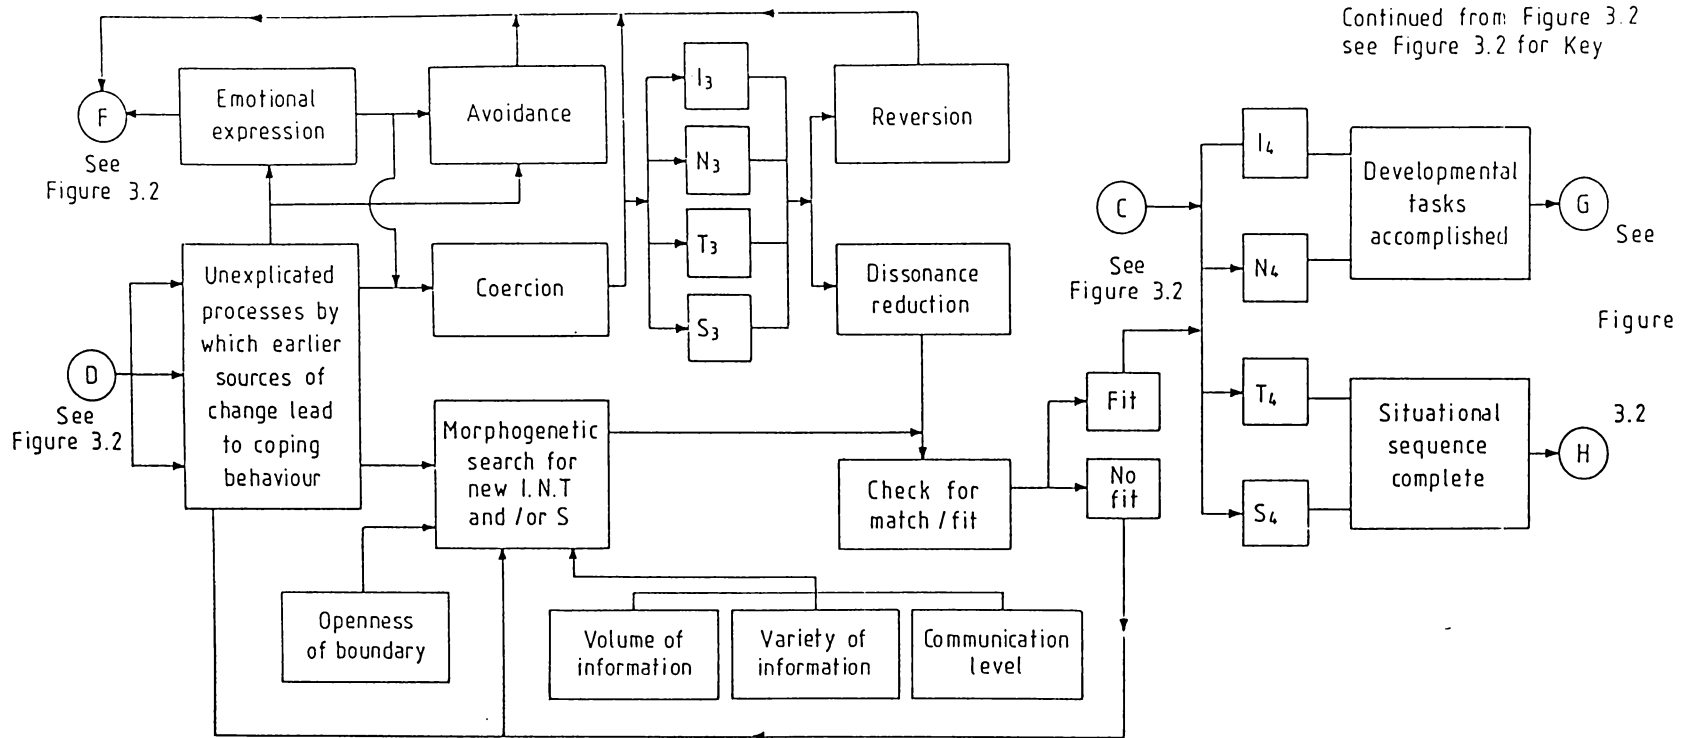 Continued from Figure 3.2
see Figure 3.2 for Key
F
See
Figure 3.2
Emotional
expression
Avoidance
I3
N3
T3
S3
Reversion
Unexplicated
processes by
which earlier
sources of
change lead
to coping
behaviour
Coercion
Dissonance
reduction
D
See
Figure 3.2
Morphogenetic
search for
new I.N.T
and /or S
Check for
match / fit
Fit
No
fit
Openness
of boundary
Volume of
information
Variety of
information
Communication
level
C
See
Figure 3.2
I4
N4
T4
S4
Developmental
tasks
accomplished
G
See
Figure
3.2
Situational
sequence
complete
H